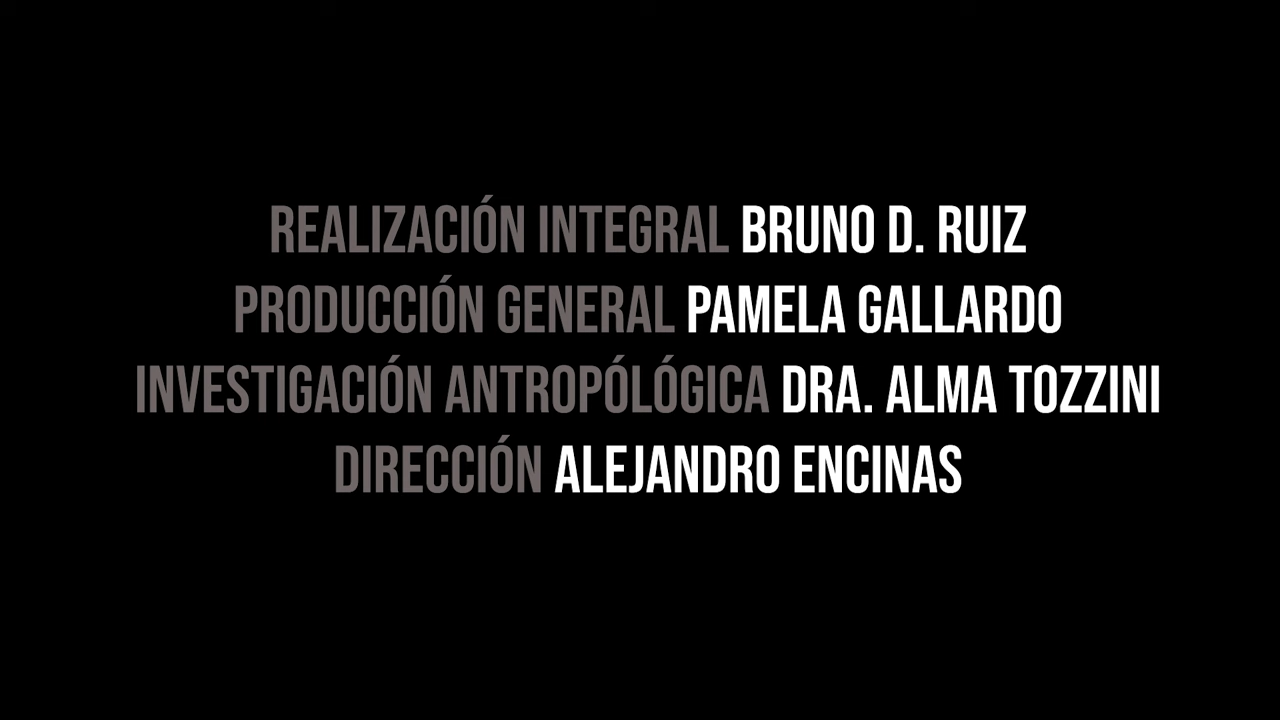 REALIZACIÓN INTEGRAL BRUNO D. RUIZ
PRODUCCIÓN GENERAL PAMELA GALLARDO
INVESTIGACIÓN ANTROPÓLÓGICA DRA. ALMA TOZZINI
DIRECCIÓN ALEJANDRO ENCINAS